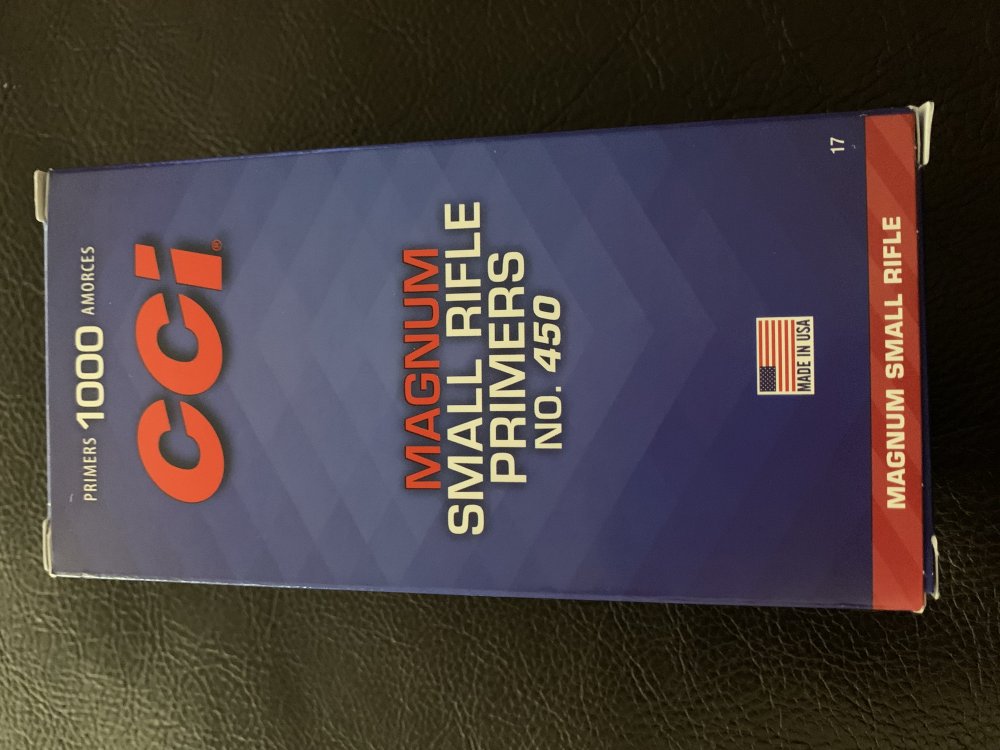 PRIMERS 1000 AMORCES
CCi®
MAGNUM
SMALL RIFLE
PRIMERS
NO. 450
MADE IN USA
17
MAGNUM SMALL RIFLE